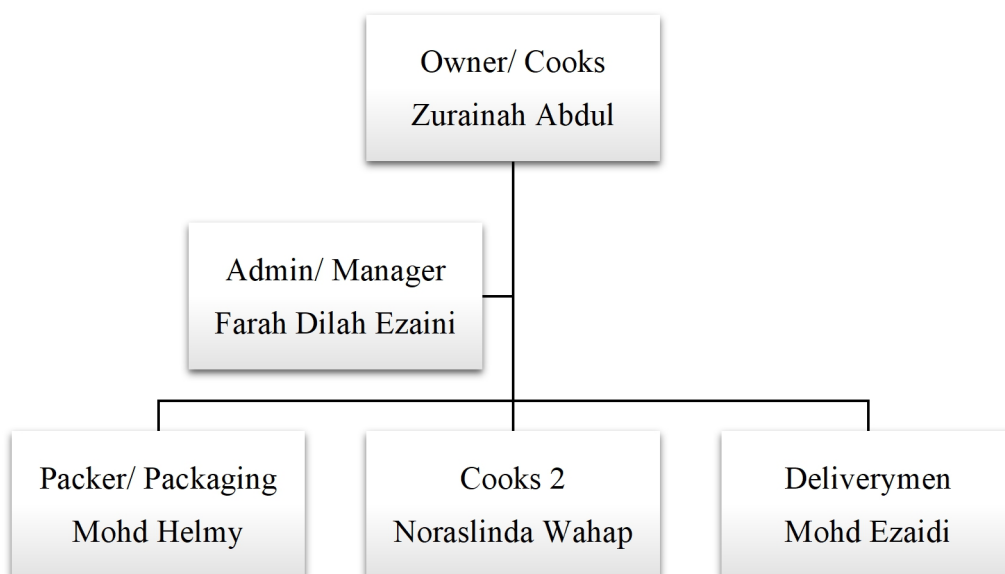 Owner/ Cooks
Zurainah Abdul
Admin/ Manager
Farah Dilah Ezaini
Packer/ Packaging
Mohd Helmy
Cooks 2
Noraslinda Wahap
Deliverymen
Mohd Ezaidi